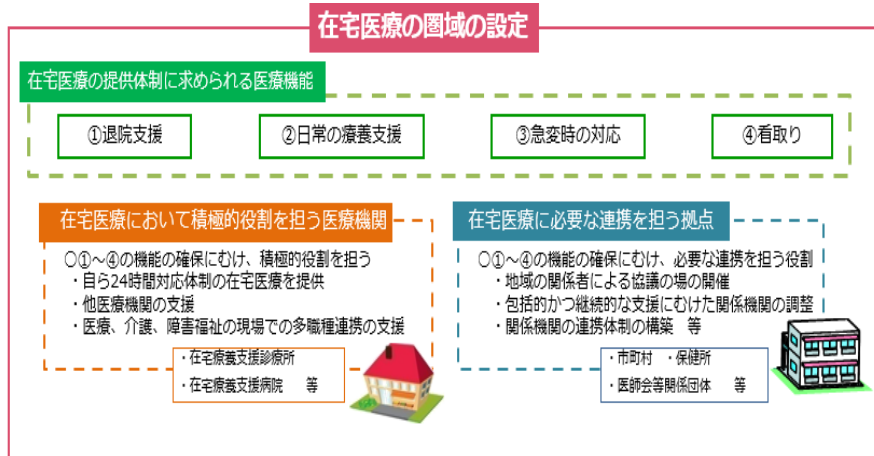 在宅医療の圏域の設定
在宅医療の提供体制に求められる医療機能
①退院支援
②日常の療養支援
③急変時の対応
④看取り
在宅医療において積極的役割を担う医療機関
○①～④の機能の確保にむけ、積極的役割を担う
・自ら24時間対応体制の在宅医療を提供
・他医療機関の支援
・医療、介護、障害福祉の現場での多職種連携の支援
・在宅療養支援診療所
・在宅療養支援病院 等
在宅医療に必要な連携を担う拠点
○①～④の機能の確保にむけ、必要な連携を担う役割
・地域の関係者による協議の場の開催
・包括的かつ継続的な支援にむけた関係機関の調整
・関係機関の連携体制の構築 等
・市町村 ・保健所
・医師会等関係団体 等